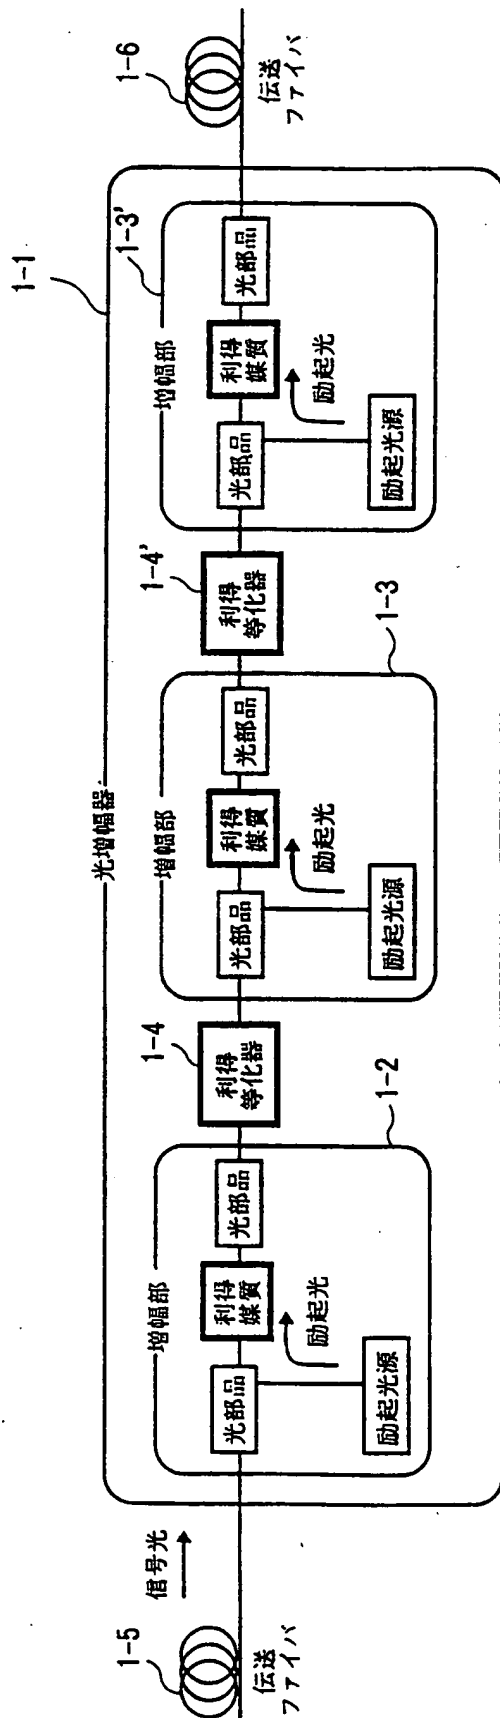 1-5
伝送
ファイバ
信号光
光増幅器
1-1
増幅部
光部品
利得
媒質
光部品
励起光
励起光源
1-2
1-4
利得
等化器
増幅部
光部品
利得
媒質
光部品
励起光
励起光源
1-3
1-4'
利得
等化器
増幅部
1-3'
光部品
利得
媒質
光部品
励起光
励起光源
1-6
伝送
ファイバ